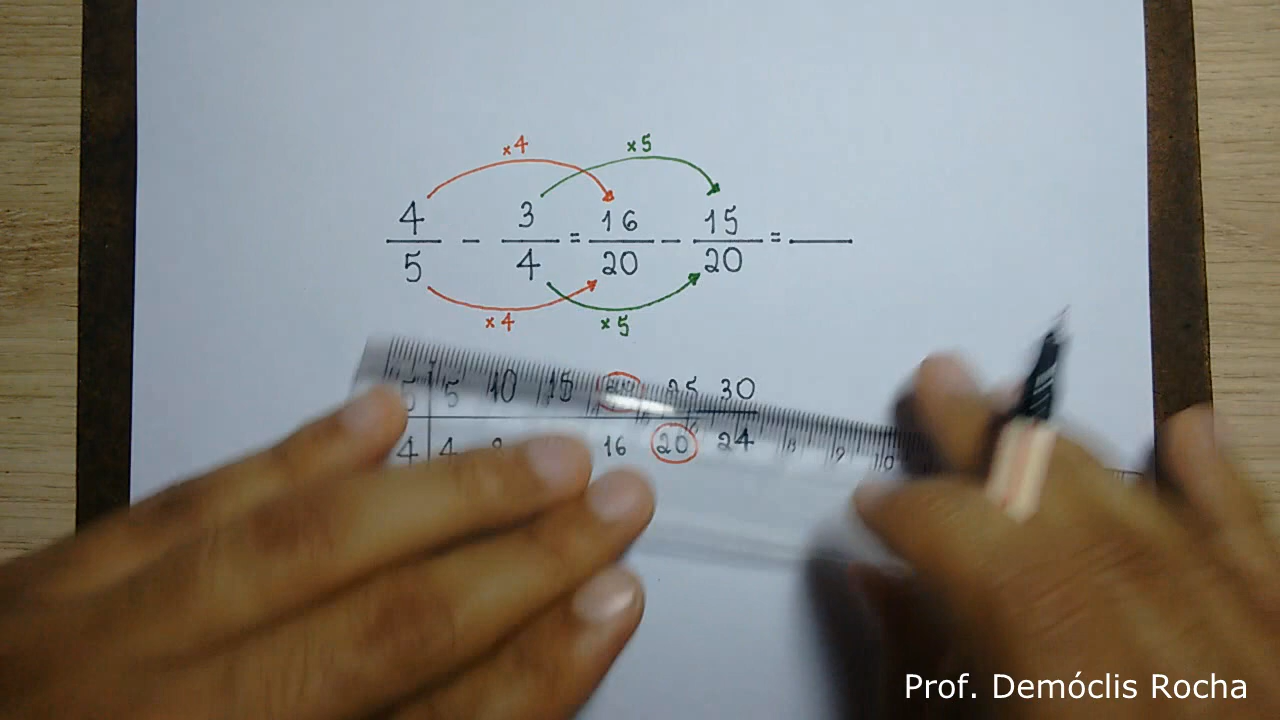 ×4 ×5
4/5 - 3/4 = 16/20 - 15/20 =
×4 ×5
5 | 5 10 15 20 25 30
4 | 4 16 20 24
Prof. Demóclis Rocha